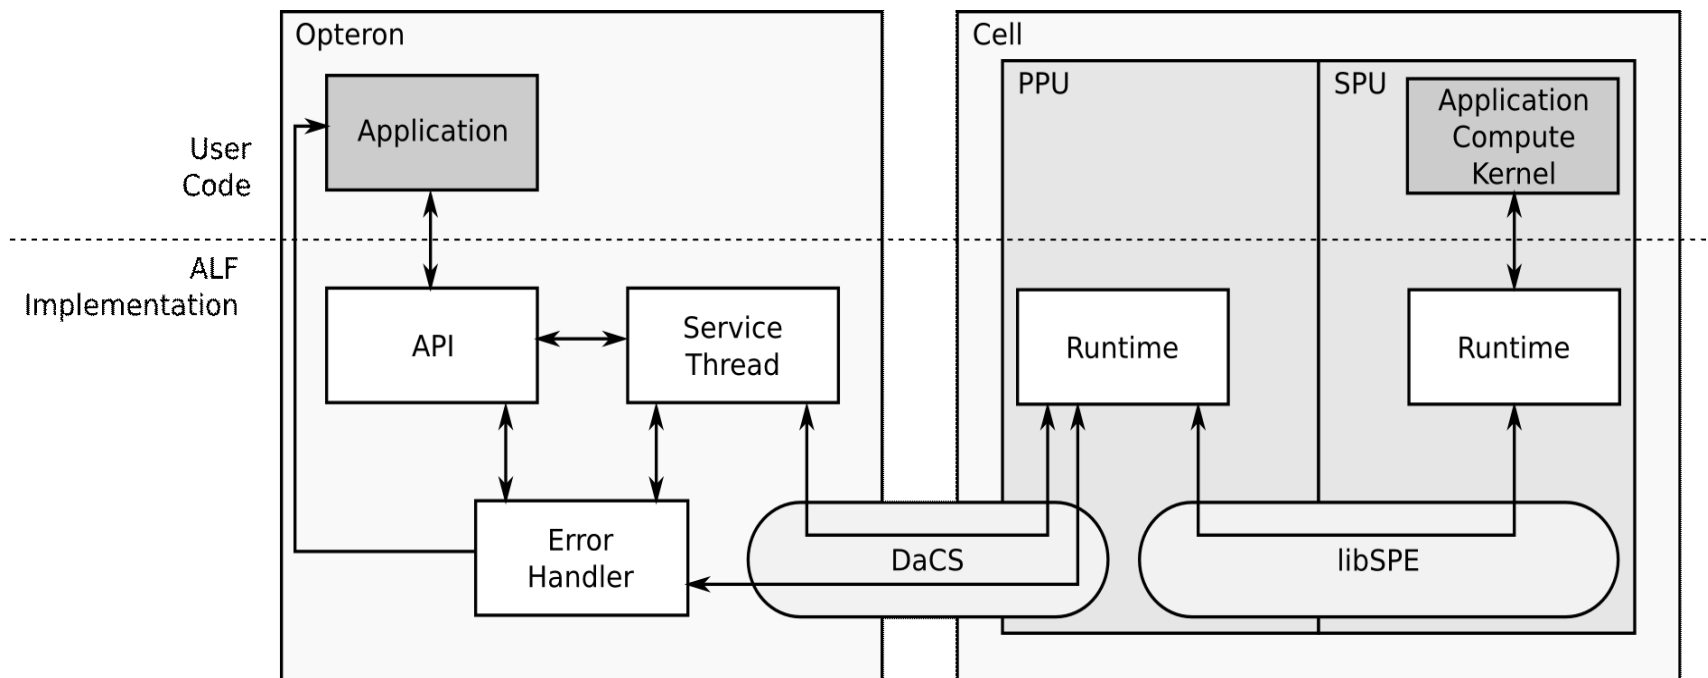 Opteron
Cell
PPU
SPU
Application
Application
Compute
Kernel
User
Code
ALF
Implementation
API
Service
Thread
Runtime
Runtime
Error
Handler
DaCS
libSPE